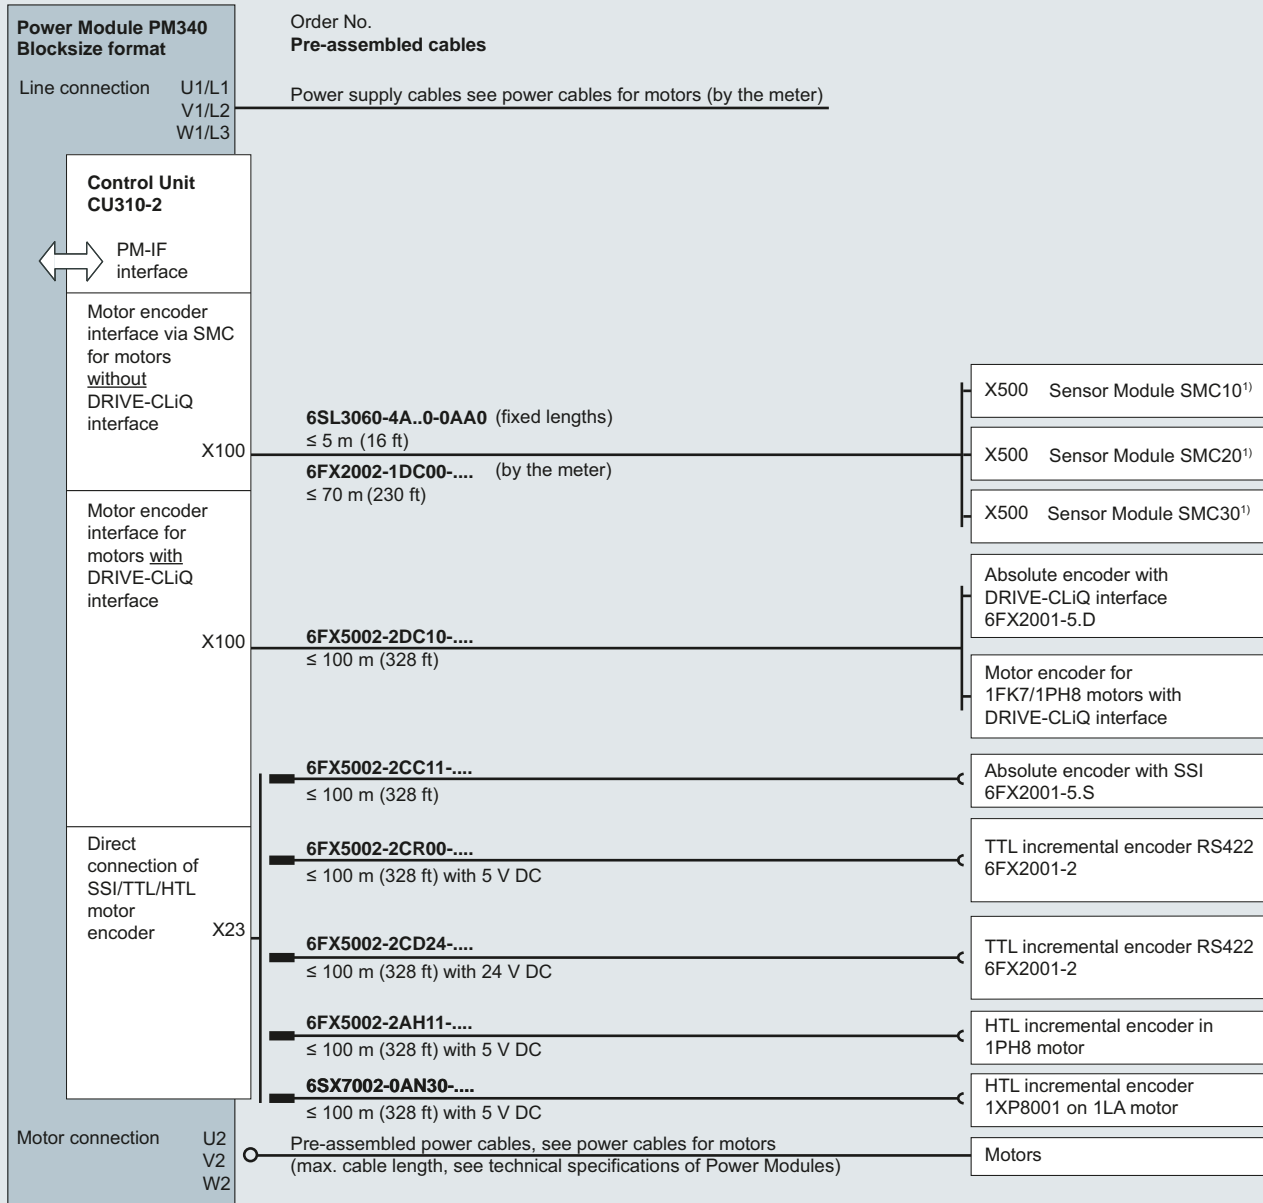 Power Module PM340
Blocksize format
Order No.
Pre-assembled cables
Line connection U1/L1
V1/L2
W1/L3
Power supply cables see power cables for motors (by the meter)
Control Unit
CU310-2
PM-IF
interface
Motor encoder
interface via SMC
for motors
without
DRIVE-CLiQ
interface
X100
6SL3060-4A..0-0AA0 (fixed lengths)
≤ 5 m (16 ft)
6FX2002-1DC00-.... (by the meter)
≤ 70 m (230 ft)
X500 Sensor Module SMC10¹⁾
X500 Sensor Module SMC20¹⁾
X500 Sensor Module SMC30¹⁾
Motor encoder
interface for
motors with
DRIVE-CLiQ
interface
X100
6FX5002-2DC10-....
≤ 100 m (328 ft)
Absolute encoder with
DRIVE-CLiQ interface
6FX2001-5.D
Motor encoder for
1FK7/1PH8 motors with
DRIVE-CLiQ interface
Direct
connection of
SSI/TTL/HTL
motor
encoder X23
6FX5002-2CC11-....
≤ 100 m (328 ft)
Absolute encoder with SSI
6FX2001-5.S
6FX5002-2CR00-....
≤ 100 m (328 ft) with 5 V DC
TTL incremental encoder RS422
6FX2001-2
6FX5002-2CD24-....
≤ 100 m (328 ft) with 24 V DC
TTL incremental encoder RS422
6FX2001-2
6FX5002-2AH11-....
≤ 100 m (328 ft) with 5 V DC
HTL incremental encoder in
1PH8 motor
6SX7002-0AN30-....
≤ 100 m (328 ft) with 5 V DC
HTL incremental encoder
1XP8001 on 1LA motor
Motor connection U2
V2
W2
Pre-assembled power cables, see power cables for motors
(max. cable length, see technical specifications of Power Modules)
Motors